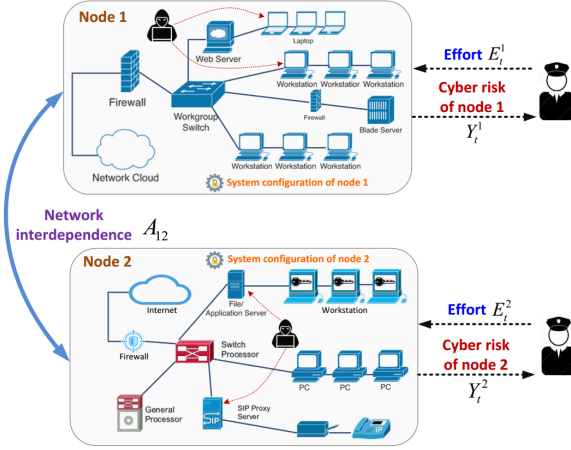 Node 1
Web Server
Laptop
Firewall
Workgroup
Switch
Workstation Workstation Workstation
Firewall
Blade Server
Network Cloud
Workstation Workstation Workstation
System configuration of node 1
Effort E_t^1
Cyber risk
of node 1
Y_t^1
Network
interdependence A_12
Node 2
System configuration of node 2
Internet
File/
Application Server
Workstation
Firewall
Switch
Processor
PC PC PC
General
Processor
SIP
SIP Proxy
Server
IP
Effort E_t^2
Cyber risk
of node 2
Y_t^2